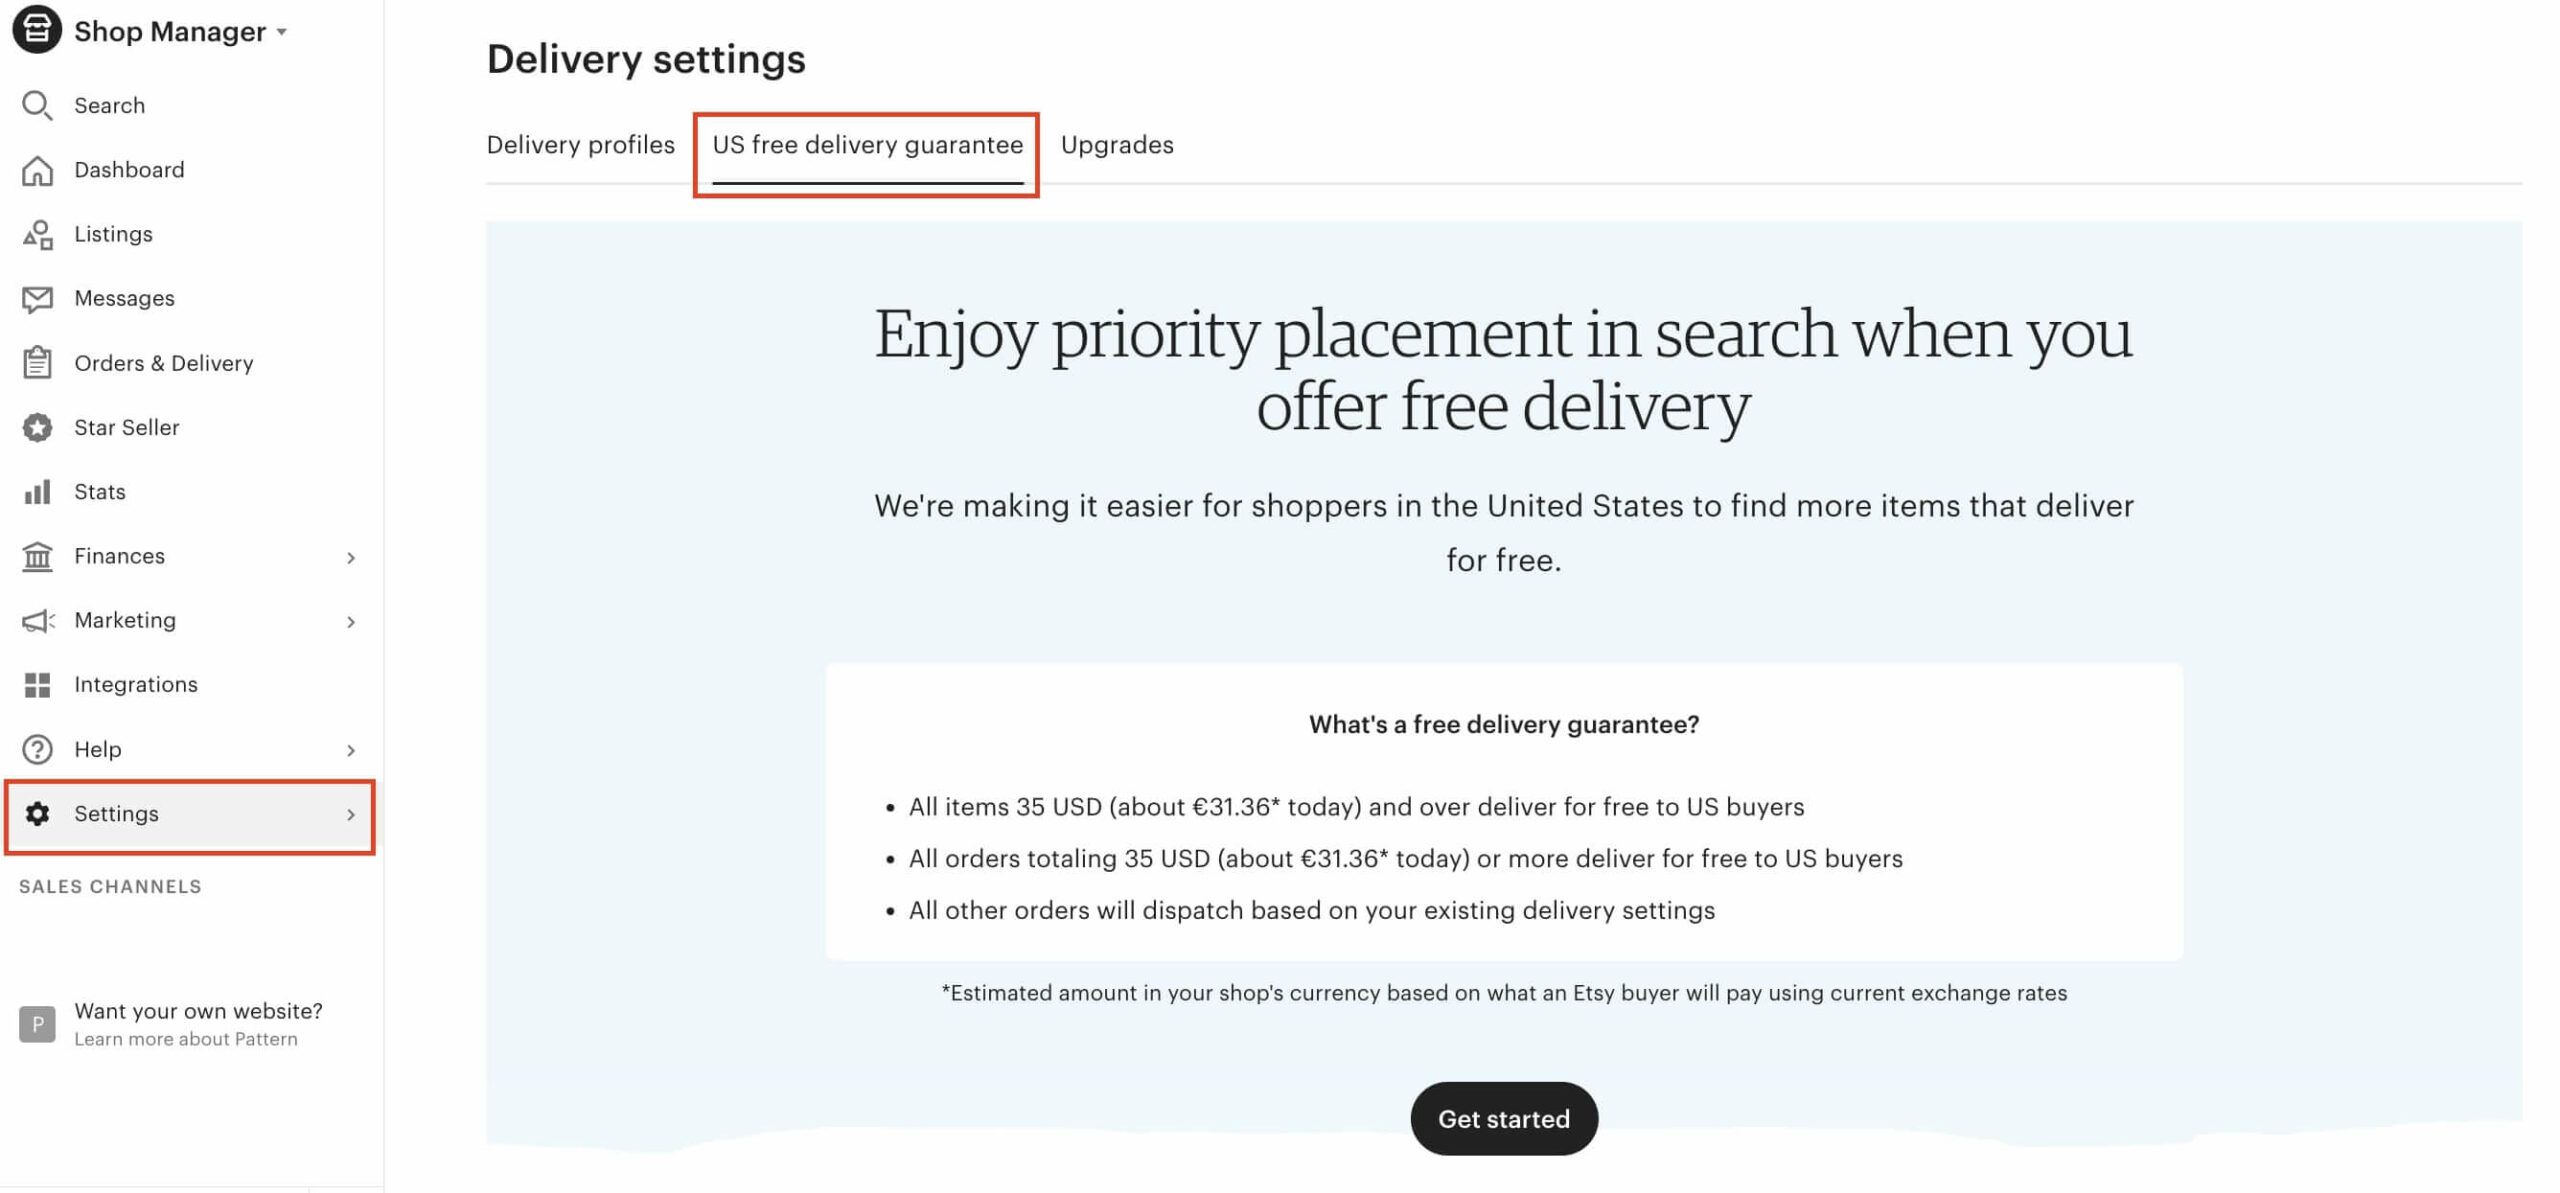 Shop Manager
Search
Dashboard
Listings
Messages
Orders & Delivery
Star Seller
Stats
Finances
Marketing
Integrations
Help
Settings
SALES CHANNELS
P
Want your own website?
Learn more about Pattern
Delivery settings
Delivery profiles
US free delivery guarantee
Upgrades
Enjoy priority placement in search when you
offer free delivery
We're making it easier for shoppers in the United States to find more items that deliver
for free.
What's a free delivery guarantee?
• All items 35 USD (about €31.36* today) and over deliver for free to US buyers
• All orders totaling 35 USD (about €31.36* today) or more deliver for free to US buyers
• All other orders will dispatch based on your existing delivery settings
*Estimated amount in your shop's currency based on what an Etsy buyer will pay using current exchange rates
Get started